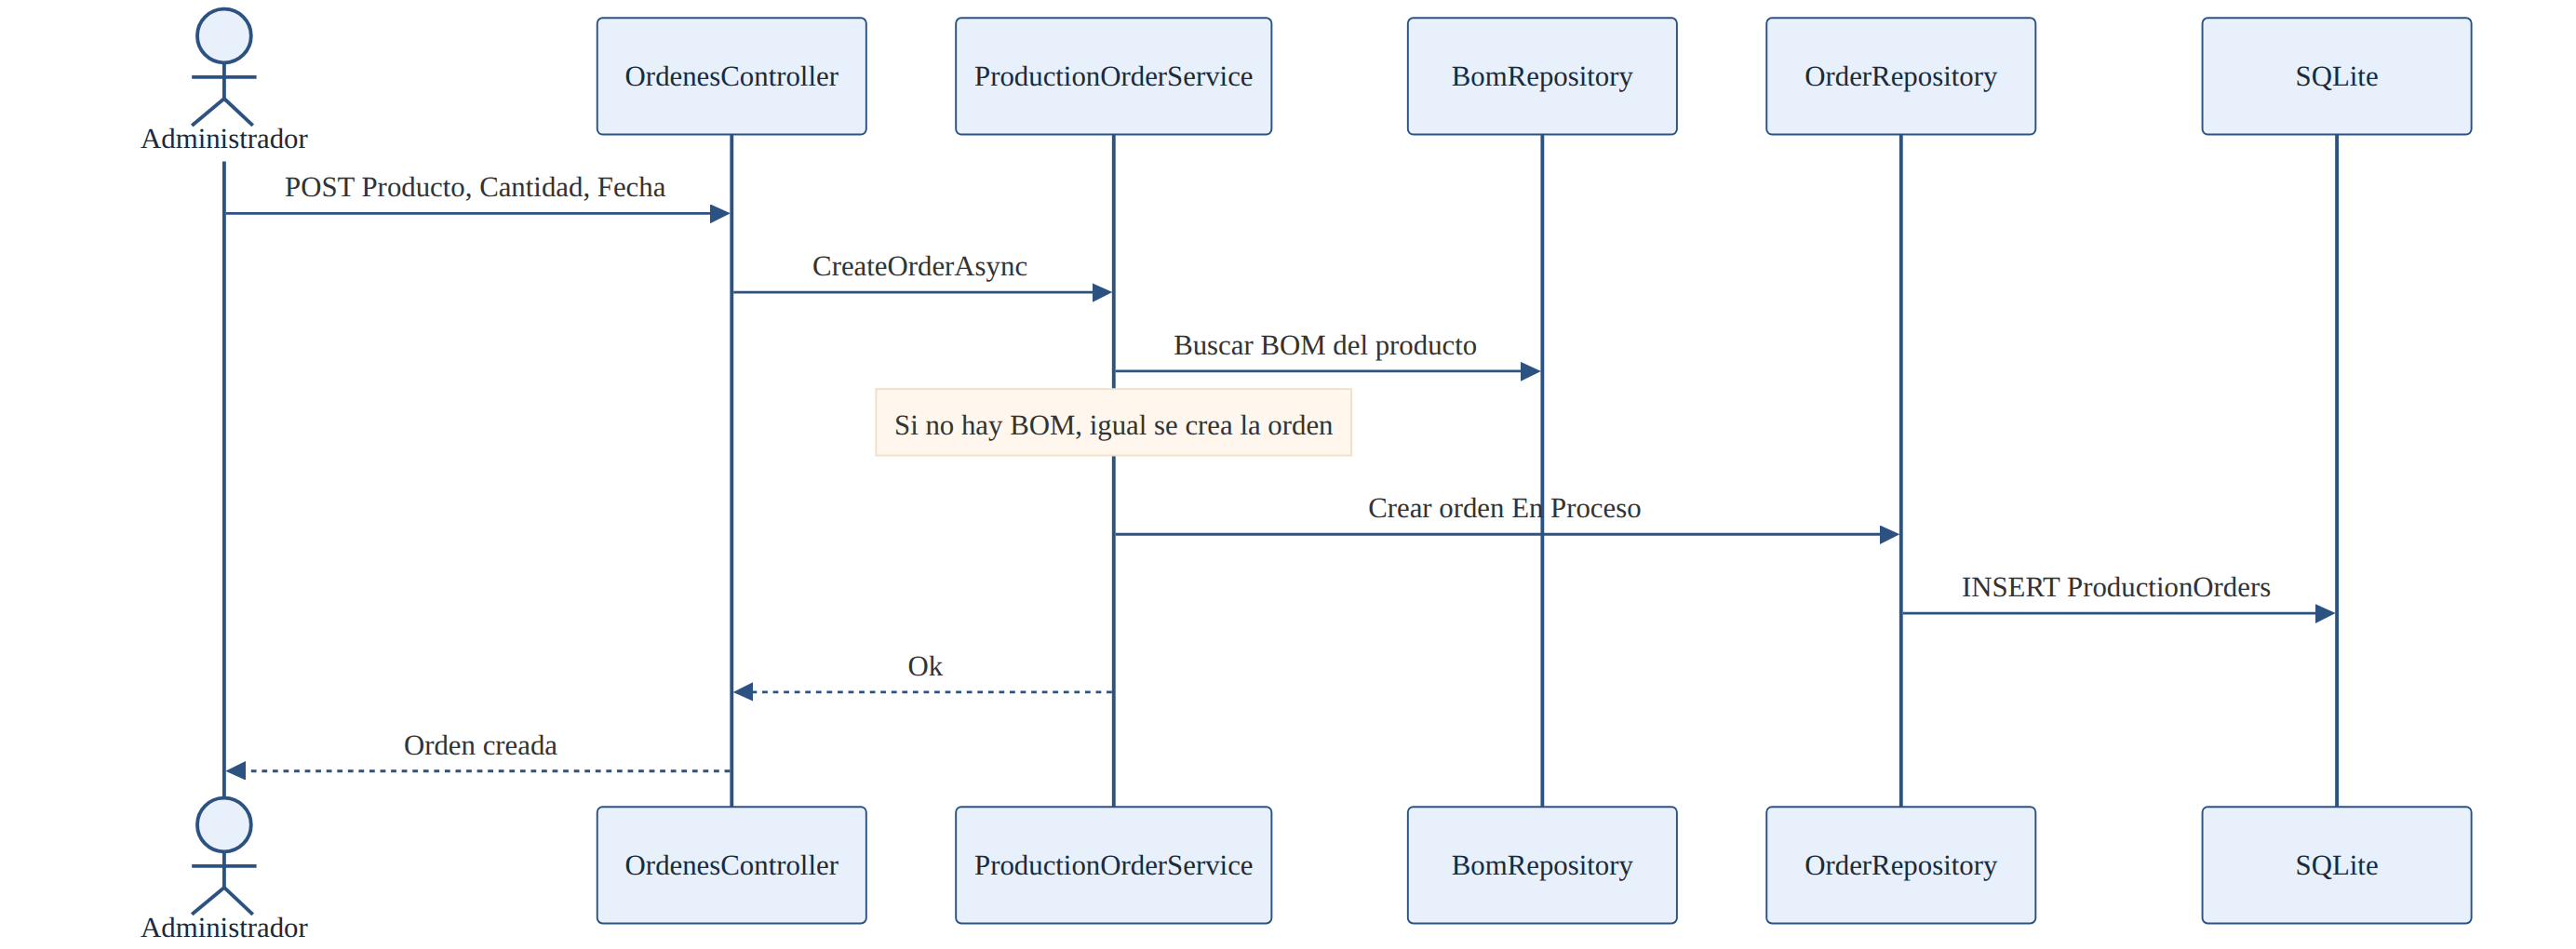 OrdenesController
ProductionOrderService
BomRepository
OrderRepository
SQLite
Administrador
POST Producto, Cantidad, Fecha
CreateOrderAsync
Buscar BOM del producto
Si no hay BOM, igual se crea la orden
Crear orden En Proceso
INSERT ProductionOrders
Ok
Orden creada
OrdenesController
ProductionOrderService
BomRepository
OrderRepository
SQLite
Administrador